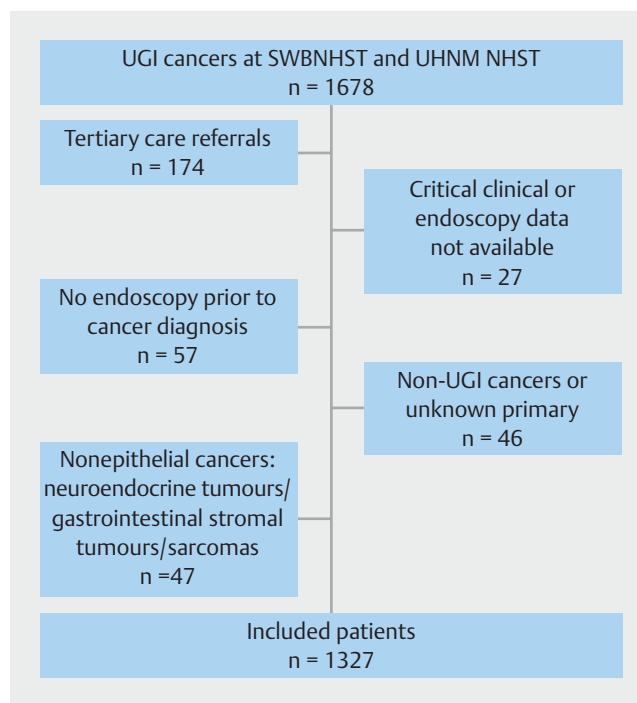 UGI cancers at SWBNHST and UHNM NHST
n = 1678
Tertiary care referrals
n = 174
Critical clinical or
endoscopy data
not available
n = 27
No endoscopy prior to
cancer diagnosis
n = 57
Non-UGI cancers or
unknown primary
n = 46
Nonepithelial cancers:
neuroendocrine tumours/
gastrointestinal stromal
tumours/sarcomas
n =47
Included patients
n = 1327